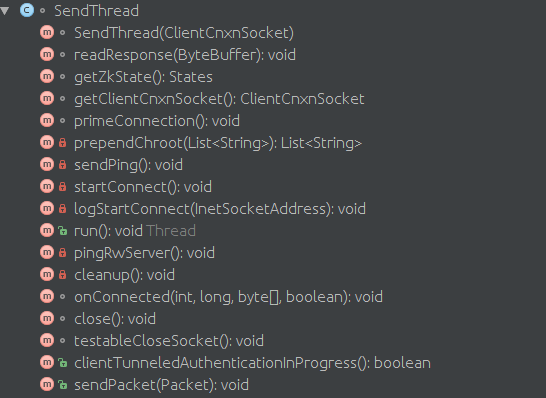 SendThread
SendThread(ClientCnxnSocket)
readResponse(ByteBuffer): void
getZkState(): States
getClientCnxnSocket(): ClientCnxnSocket
primeConnection(): void
prependChroot(List<String>): List<String>
sendPing(): void
startConnect(): void
logStartConnect(InetSocketAddress): void
run(): void Thread
pingRwServer(): void
cleanup(): void
onConnected(int, long, byte[], boolean): void
close(): void
testableCloseSocket(): void
clientTunneledAuthenticationInProgress(): boolean
sendPacket(Packet): void